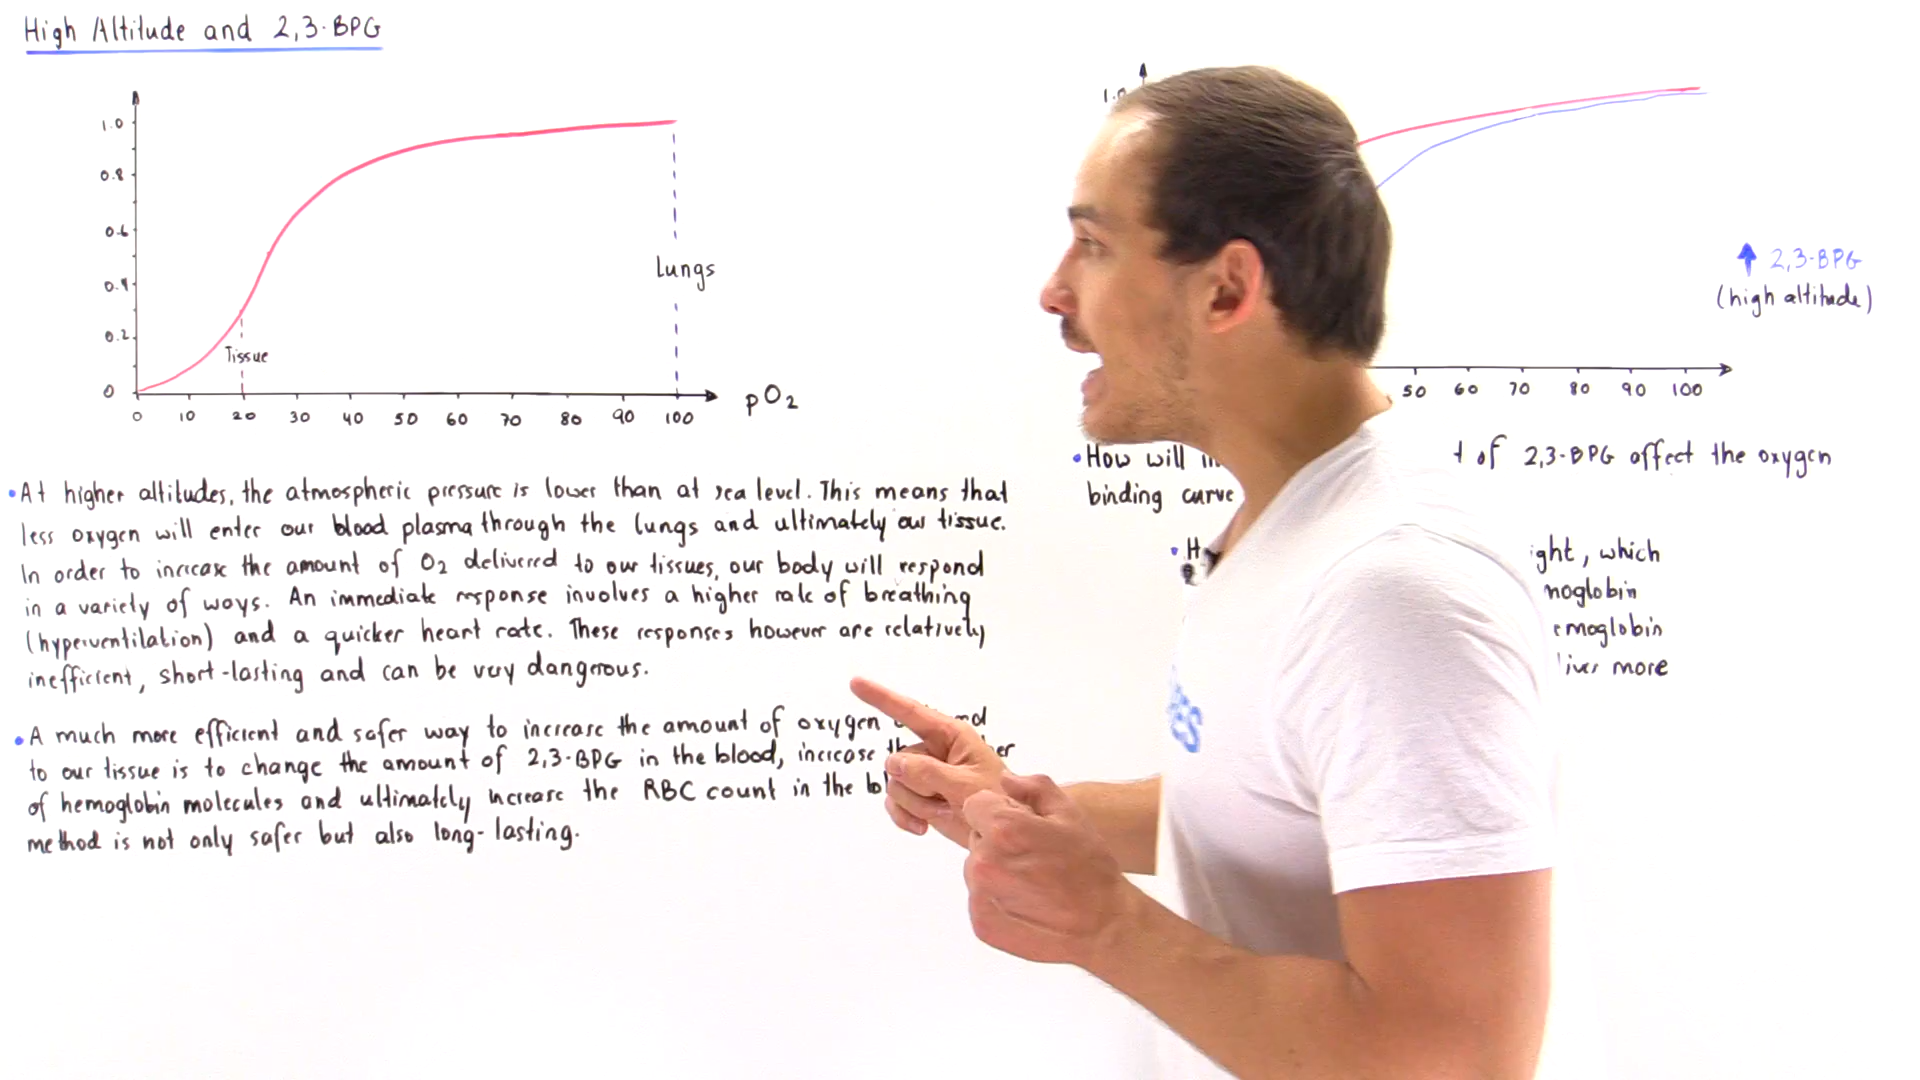 High Altitude and 2,3-BPG
1.0
0.8
0.6
0.4
0.2
0
Tissue
Lungs
0 10 20 30 40 50 60 70 80 90 100
pO2
• At higher altitudes, the atmospheric pressure is lower than at sea level. This means that
less oxygen will enter our blood plasma through the lungs and ultimately our tissue.
In order to increase the amount of O2 delivered to our tissues, our body will respond
in a variety of ways. An immediate response involves a higher rate of breathing
(hyperventilation) and a quicker heart rate. These responses however are relatively
inefficient, short-lasting and can be very dangerous.
• A much more efficient and safer way to increase the amount of oxygen
to our tissue is to change the amount of 2,3-BPG in the blood, increase
of hemoglobin molecules and ultimately increase the RBC count in the
method is not only safer but also long-lasting.
1.0
↑ 2,3-BPG
(high altitude)
50 60 70 80 90 100
• How will of 2,3-BPG affect the oxygen
binding curve
which
more